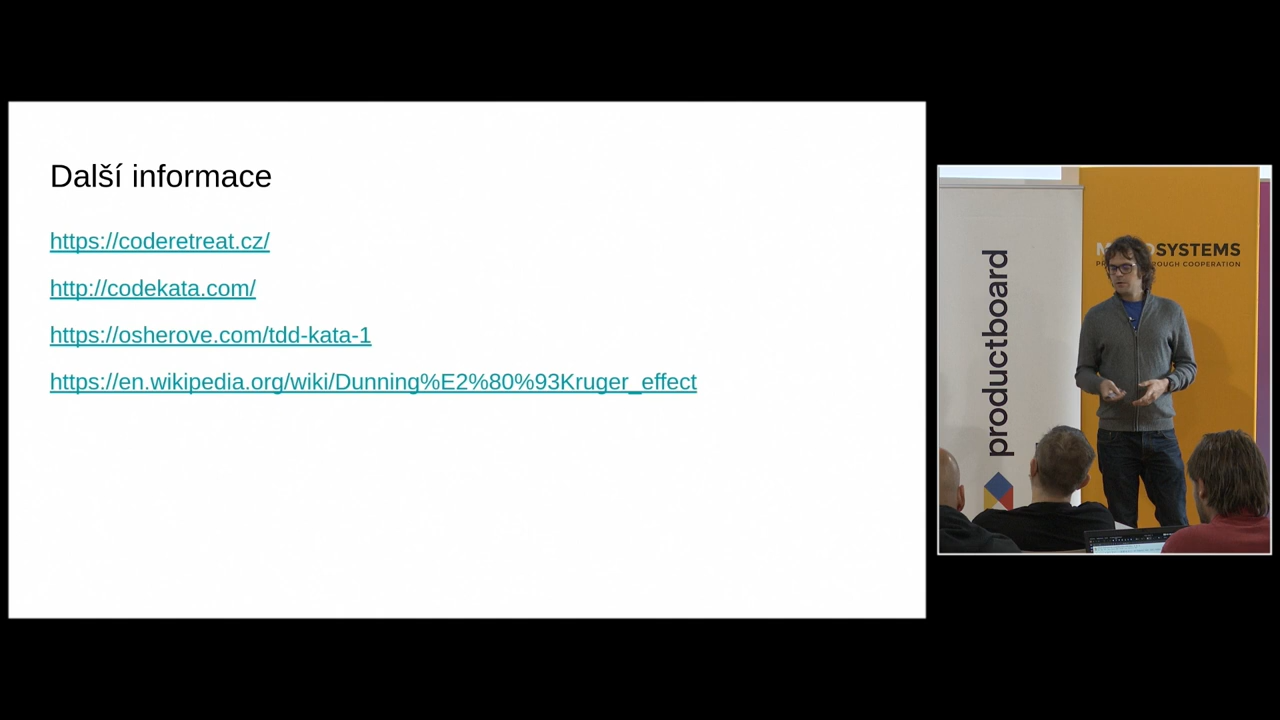 Další informace
https://coderetreat.cz/
http://codekata.com/
https://osherove.com/tdd-kata-1
https://en.wikipedia.org/wiki/Dunning%E2%80%93Kruger_effect
productboard
SYSTEMS
COOPERATION